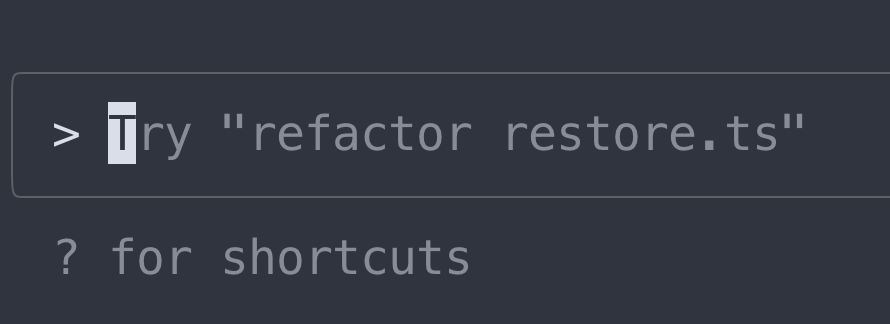 > Try "refactor restore.ts"
? for shortcuts